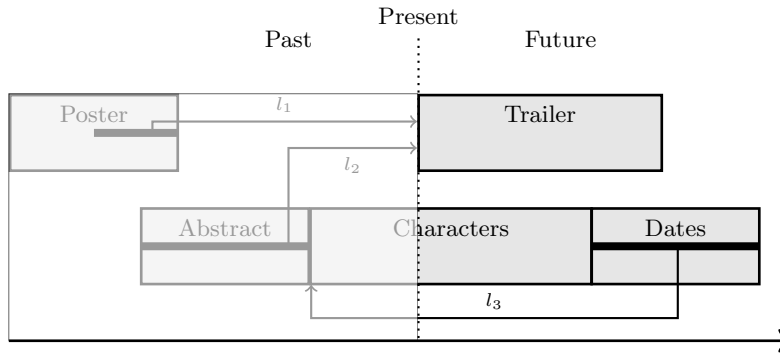 Present
Past
Future
Poster
l₁
Trailer
l₂
Abstract
Characters
Dates
l₃